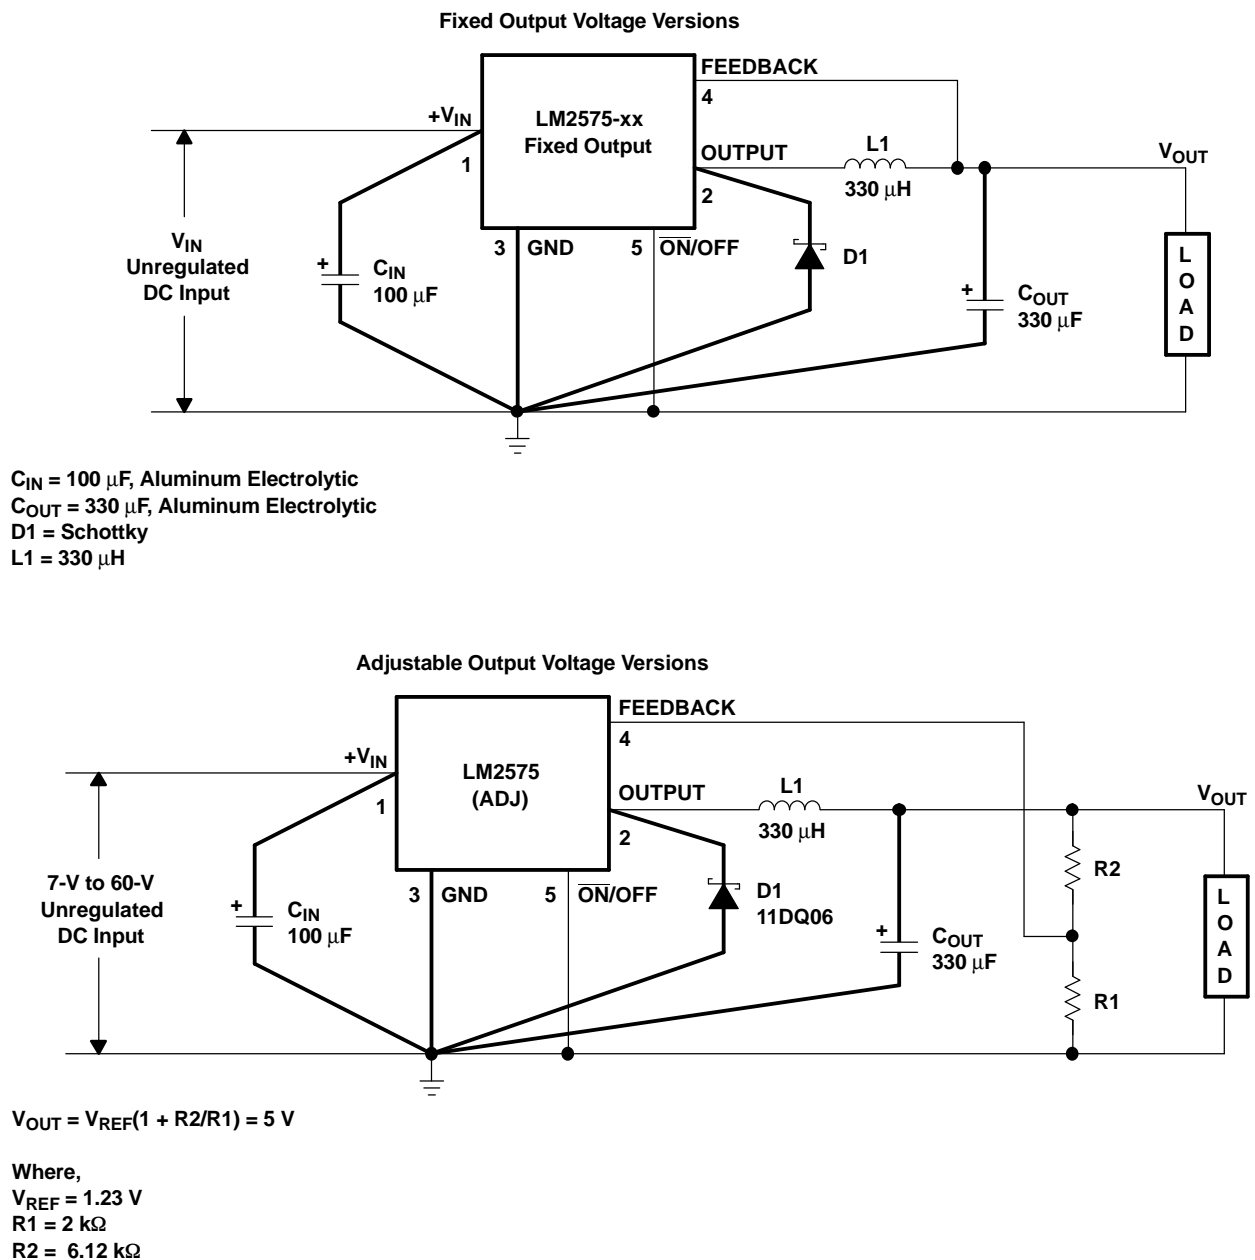 Fixed Output Voltage Versions
FEEDBACK
4
+VIN
1
LM2575-xx
Fixed Output
OUTPUT
2
L1
330 μH
VOUT
VIN
Unregulated
DC Input
+
CIN
100 μF
3
GND
5
ON/OFF
D1
+
COUT
330 μF
LOAD
CIN = 100 μF, Aluminum Electrolytic
COUT = 330 μF, Aluminum Electrolytic
D1 = Schottky
L1 = 330 μH
Adjustable Output Voltage Versions
FEEDBACK
4
+VIN
1
LM2575
(ADJ)
OUTPUT
2
L1
330 μH
VOUT
7-V to 60-V
Unregulated
DC Input
+
CIN
100 μF
3
GND
5
ON/OFF
D1
11DQ06
+
COUT
330 μF
R2
R1
LOAD
VOUT = VREF(1 + R2/R1) = 5 V
Where,
VREF = 1.23 V
R1 = 2 kΩ
R2 = 6.12 kΩ